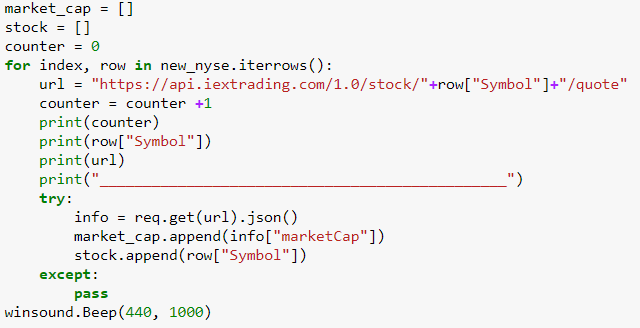 market_cap = []
stock = []
counter = 0
for index, row in new_nyse.iterrows():
    url = "https://api.iextrading.com/1.0/stock/"+row["Symbol"]+"/quote"
    counter = counter +1
    print(counter)
    print(row["Symbol"])
    print(url)
    print("_____________________________________________")
    try:
        info = req.get(url).json()
        market_cap.append(info["marketCap"])
        stock.append(row["Symbol"])
    except:
        pass
winsound.Beep(440, 1000)